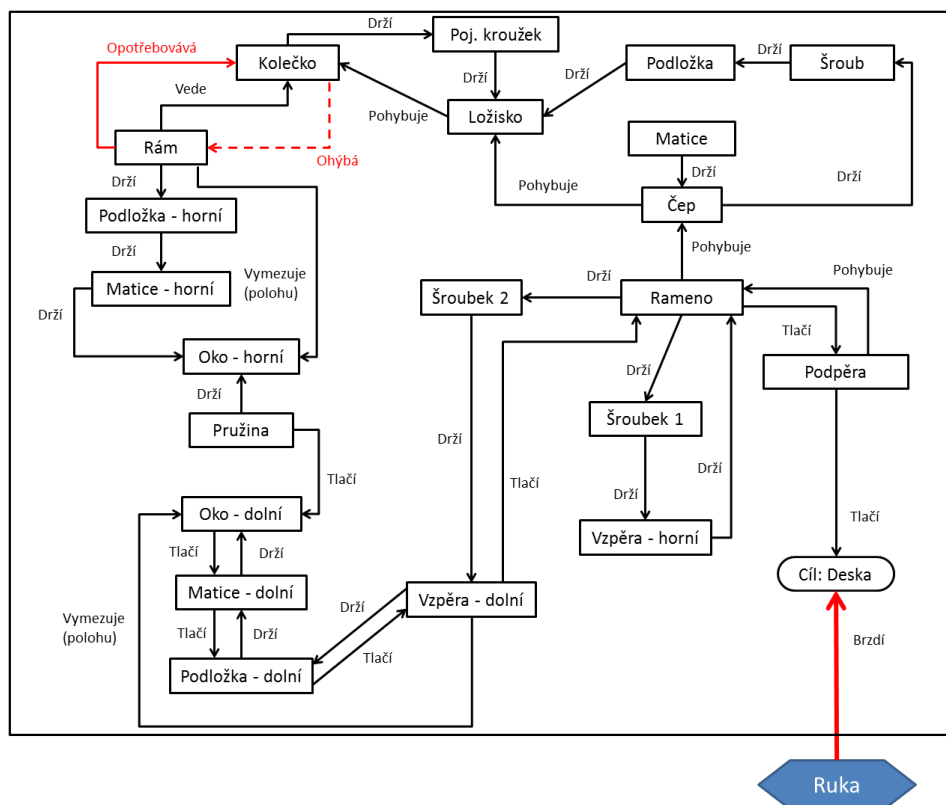 Drží
Opotřebovává
Kolečko
Poj. kroužek
Podložka
Drží
Šroub
Drží
Drží
Vede
Pohybuje
Ložisko
Rám
Ohýbá
Matice
Drží
Pohybuje
Drží
Drží
Podložka - horní
Čep
Drží
Pohybuje
Vymezuje
(polohu)
Matice - horní
Drží
Šroubek 2
Drží
Rameno
Pohybuje
Tlačí
Oko - horní
Drží
Podpěra
Drží
Šroubek 1
Pružina
Drží
Drží
Drží
Tlačí
Tlačí
Oko - dolní
Tlačí
Vzpěra - horní
Tlačí
Drží
Cíl: Deska
Matice - dolní
Vzpěra - dolní
Vymezuje
(polohu)
Drží
Tlačí
Drží
Tlačí
Brzdí
Podložka - dolní
Ruka